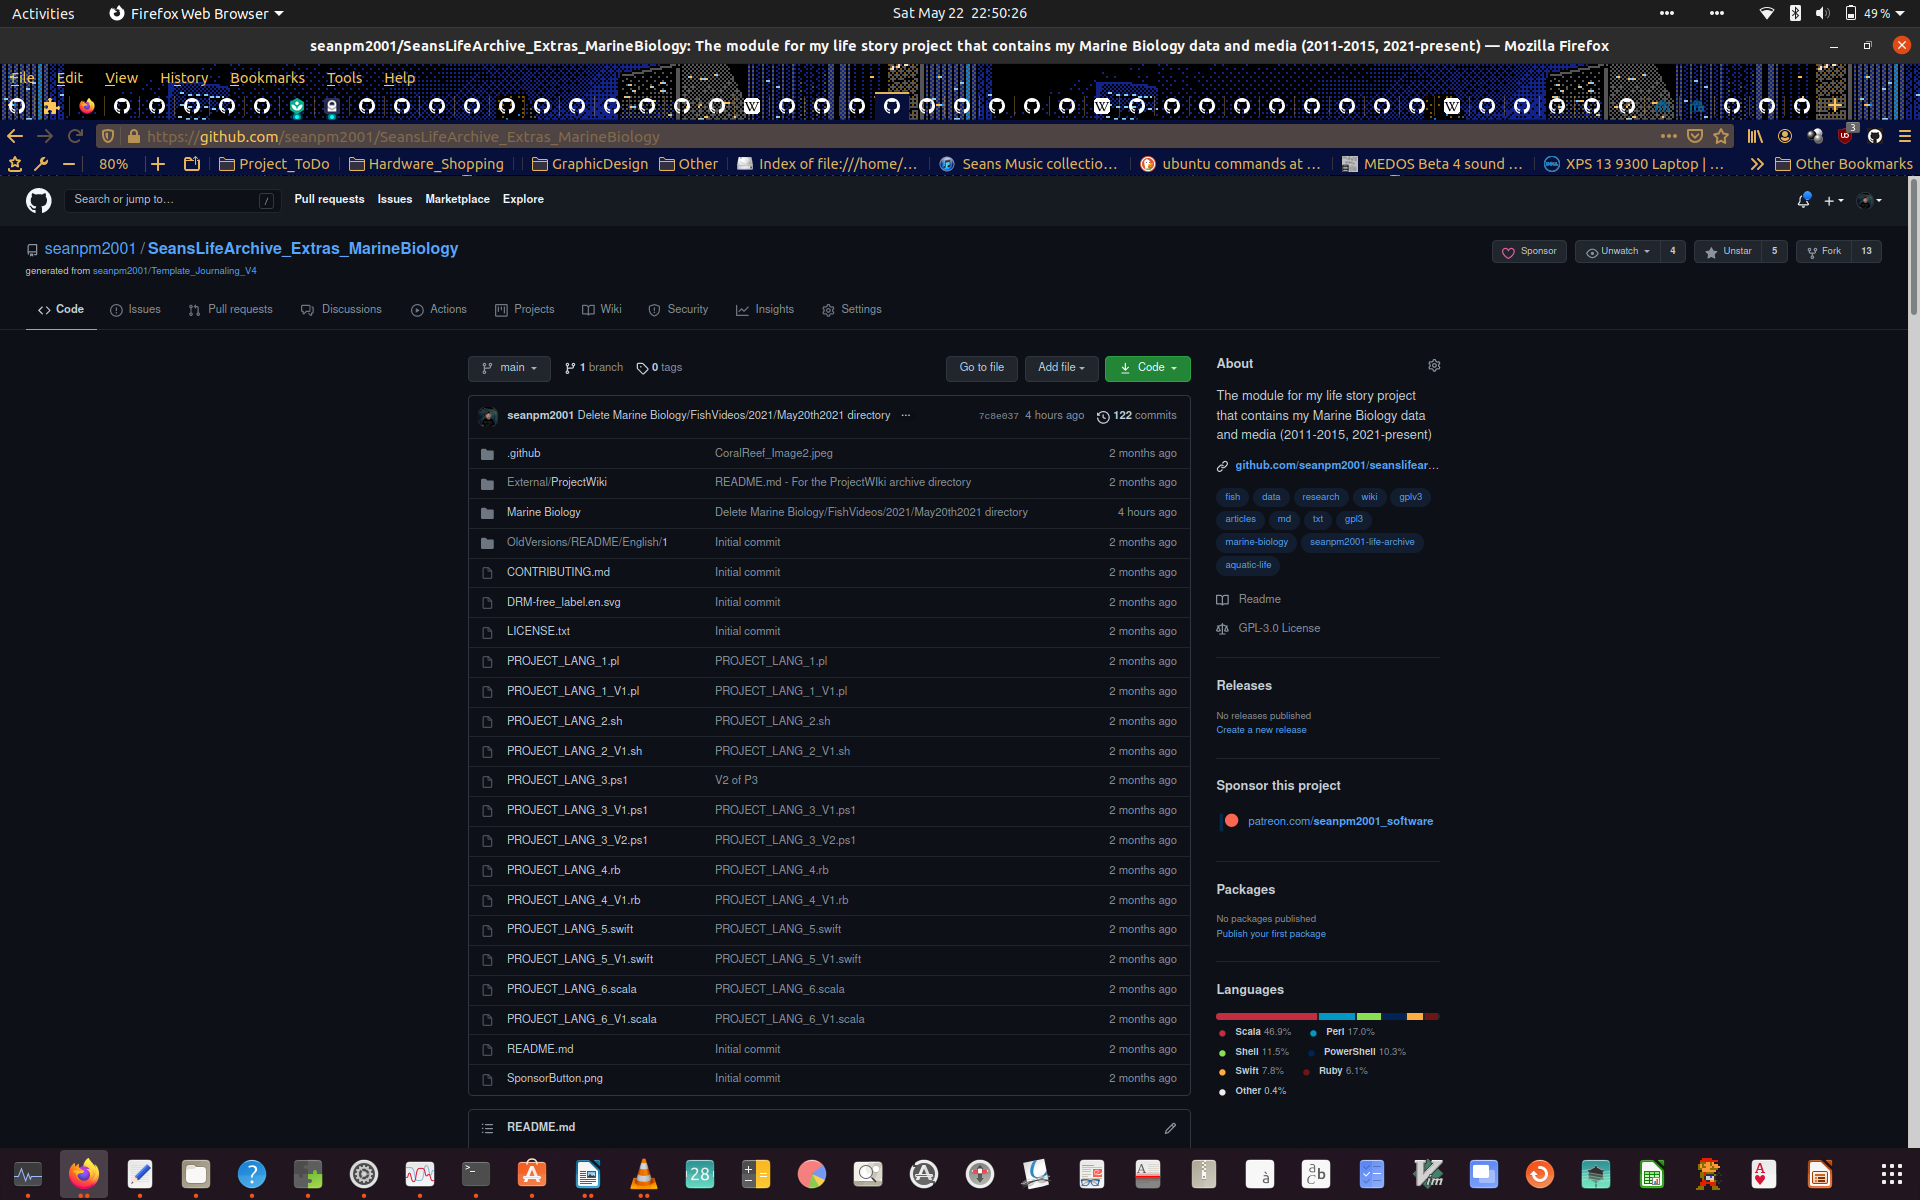 Activities Firefox Web Browser Sat May 22 22:50:26 49 %
seanpm2001/SeansLifeArchive_Extras_MarineBiology: The module for my life story project that contains my Marine Biology data and media (2011-2015, 2021-present) — Mozilla Firefox
File Edit View History Bookmarks Tools Help
https://github.com/seanpm2001/SeansLifeArchive_Extras_MarineBiology 3
80% Project_ToDo Hardware_Shopping GraphicDesign Other Index of file:///home/... Seans Music collectio... ubuntu commands at ... MEDOS Beta 4 sound ... XPS 13 9300 Laptop | ... Other Bookmarks
Search or jump to... / Pull requests Issues Marketplace Explore
seanpm2001 / SeansLifeArchive_Extras_MarineBiology Sponsor Unwatch 4 Unstar 5 Fork 13
generated from seanpm2001/Template_Journaling_V4
Code Issues Pull requests Discussions Actions Projects Wiki Security Insights Settings
main 1 branch 0 tags Go to file Add file Code
seanpm2001 Delete Marine Biology/FishVideos/2021/May20th2021 directory ... 7c8e037 4 hours ago 122 commits
.github CoralReef_Image2.jpeg 2 months ago
External/ProjectWiki README.md - For the ProjectWIki archive directory 2 months ago
Marine Biology Delete Marine Biology/FishVideos/2021/May20th2021 directory 4 hours ago
OldVersions/README/English/1 Initial commit 2 months ago
CONTRIBUTING.md Initial commit 2 months ago
DRM-free_label.en.svg Initial commit 2 months ago
LICENSE.txt Initial commit 2 months ago
PROJECT_LANG_1.pl PROJECT_LANG_1.pl 2 months ago
PROJECT_LANG_1_V1.pl PROJECT_LANG_1_V1.pl 2 months ago
PROJECT_LANG_2.sh PROJECT_LANG_2.sh 2 months ago
PROJECT_LANG_2_V1.sh PROJECT_LANG_2_V1.sh 2 months ago
PROJECT_LANG_3.ps1 V2 of P3 2 months ago
PROJECT_LANG_3_V1.ps1 PROJECT_LANG_3_V1.ps1 2 months ago
PROJECT_LANG_3_V2.ps1 PROJECT_LANG_3_V2.ps1 2 months ago
PROJECT_LANG_4.rb PROJECT_LANG_4.rb 2 months ago
PROJECT_LANG_4_V1.rb PROJECT_LANG_4_V1.rb 2 months ago
PROJECT_LANG_5.swift PROJECT_LANG_5.swift 2 months ago
PROJECT_LANG_5_V1.swift PROJECT_LANG_5_V1.swift 2 months ago
PROJECT_LANG_6.scala PROJECT_LANG_6.scala 2 months ago
PROJECT_LANG_6_V1.scala PROJECT_LANG_6_V1.scala 2 months ago
README.md Initial commit 2 months ago
SponsorButton.png Initial commit 2 months ago
README.md
About
The module for my life story project
that contains my Marine Biology data
and media (2011-2015, 2021-present)
github.com/seanpm2001/seanslifear...
fish data research wiki gplv3
articles md txt gpl3
marine-biology seanpm2001-life-archive
aquatic-life
Readme
GPL-3.0 License
Releases
No releases published
Create a new release
Sponsor this project
patreon.com/seanpm2001_software
Packages
No packages published
Publish your first package
Languages
Scala 46.9% Perl 17.0%
Shell 11.5% PowerShell 10.3%
Swift 7.8% Ruby 6.1%
Other 0.4%
28